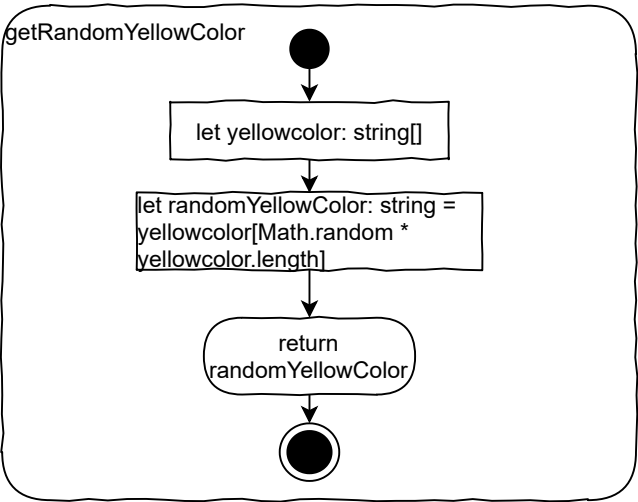 getRandomYellowColor
let yellowcolor: string[]
let randomYellowColor: string =
yellowcolor[Math.random *
yellowcolor.length]
return
randomYellowColor